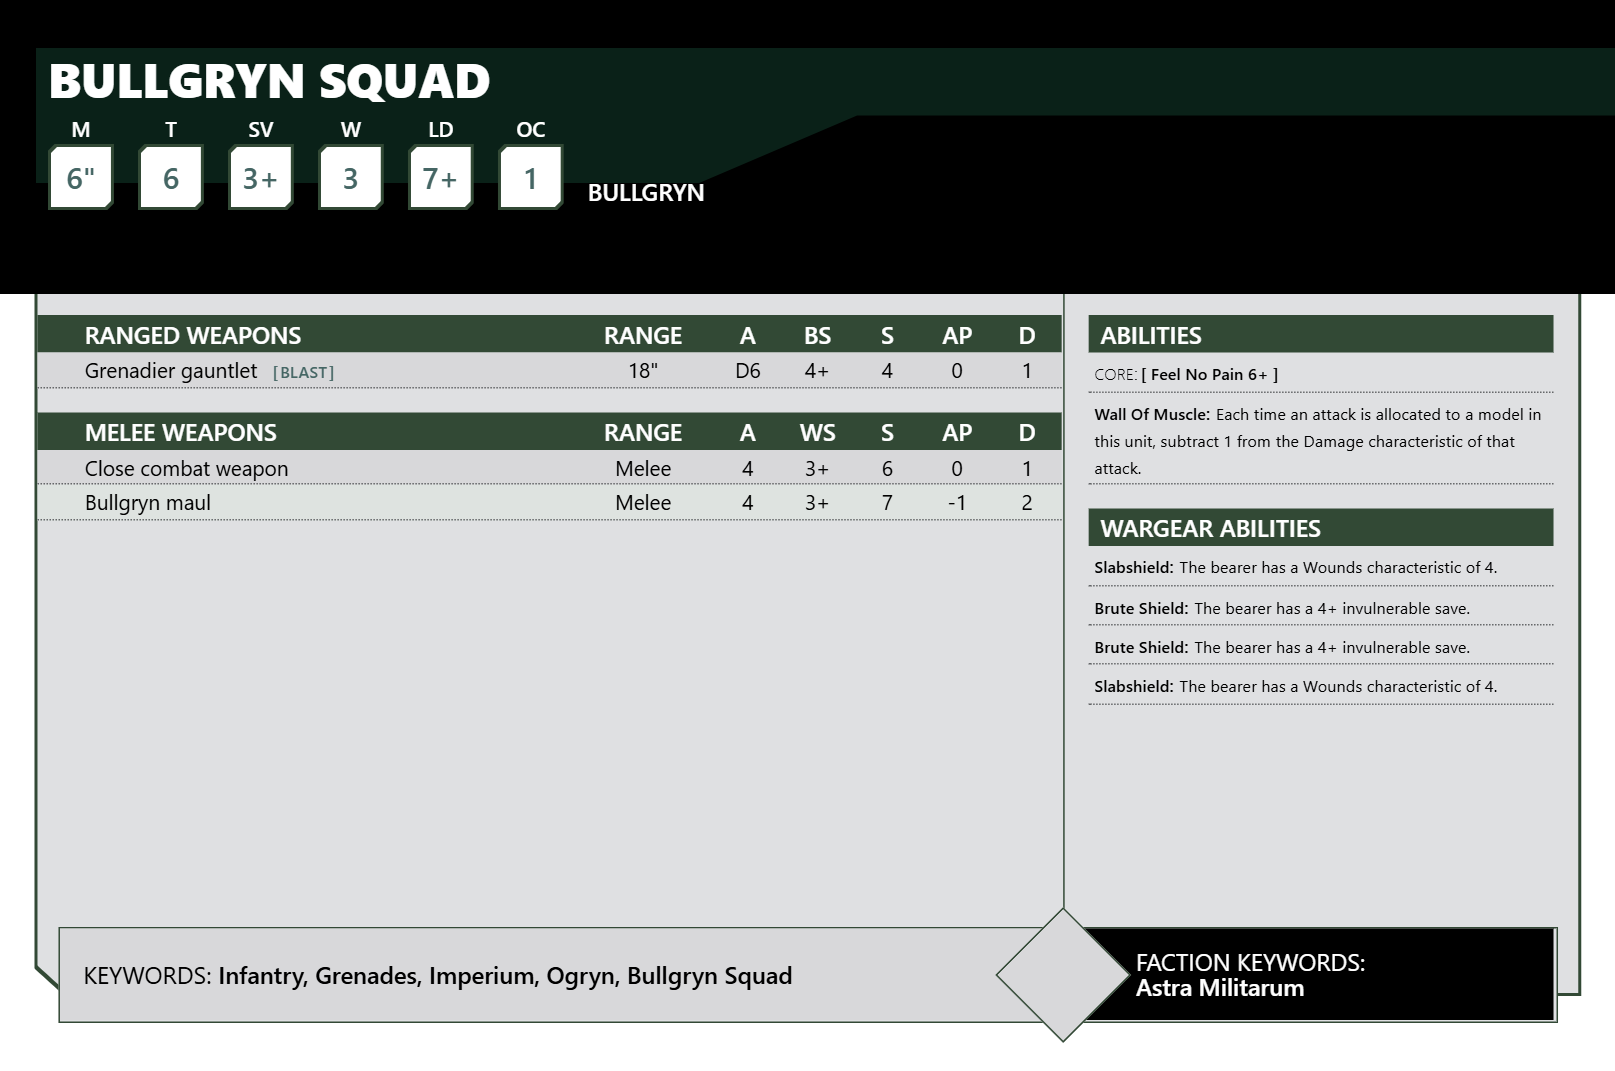 BULLGRYN SQUAD
M T SV W LD OC
6" 6 3+ 3 7+ 1 BULLGRYN
RANGED WEAPONS RANGE A BS S AP D
Grenadier gauntlet [BLAST] 18" D6 4+ 4 0 1
MELEE WEAPONS RANGE A WS S AP D
Close combat weapon Melee 4 3+ 6 0 1
Bullgryn maul Melee 4 3+ 7 -1 2
ABILITIES
CORE: [ Feel No Pain 6+ ]
Wall Of Muscle: Each time an attack is allocated to a model in
this unit, subtract 1 from the Damage characteristic of that
attack.
WARGEAR ABILITIES
Slabshield: The bearer has a Wounds characteristic of 4.
Brute Shield: The bearer has a 4+ invulnerable save.
Brute Shield: The bearer has a 4+ invulnerable save.
Slabshield: The bearer has a Wounds characteristic of 4.
KEYWORDS: Infantry, Grenades, Imperium, Ogryn, Bullgryn Squad
FACTION KEYWORDS:
Astra Militarum